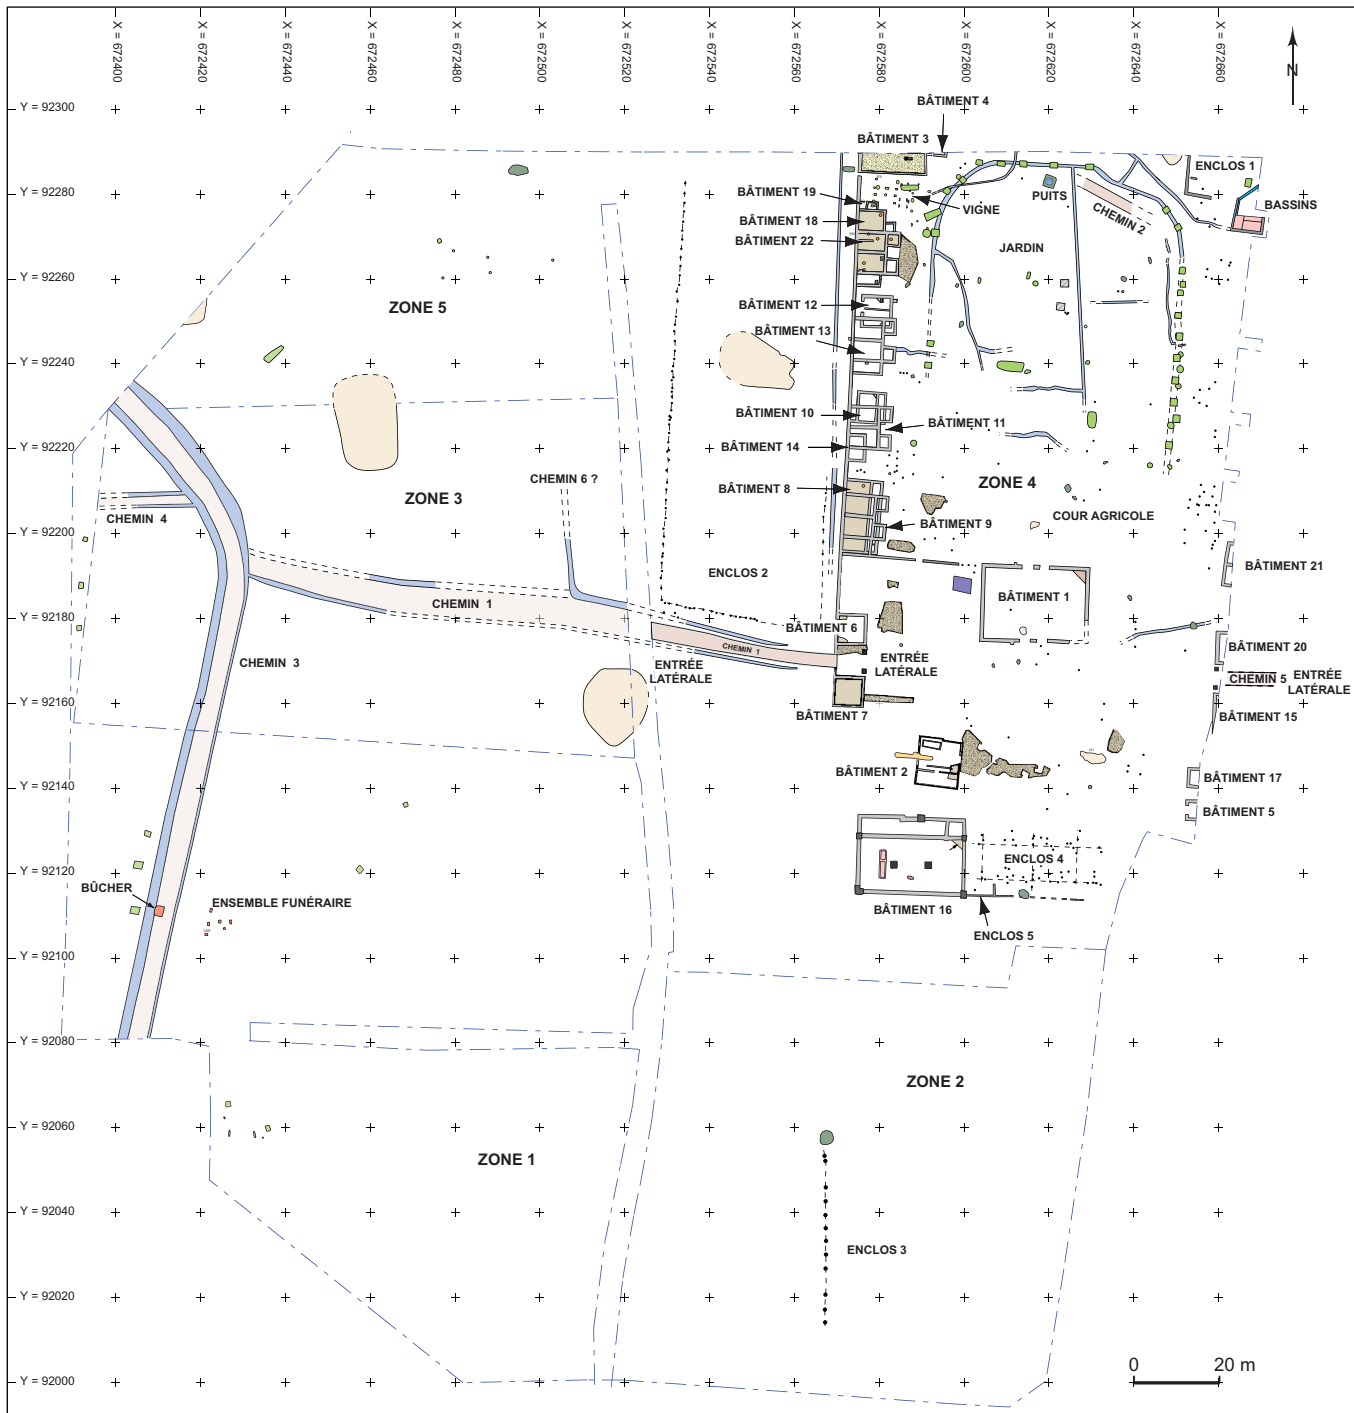 X = 672400
X = 672420
X = 672440
X = 672460
X = 672480
X = 672500
X = 672520
X = 672540
X = 672560
X = 672580
X = 672600
X = 672620
X = 672640
X = 672660
N
Y = 92300
BÂTIMENT 4
BÂTIMENT 3
ENCLOS 1
Y = 92280
BÂTIMENT 19
PUITS
BASSINS
VIGNE
CHEMIN 2
BÂTIMENT 18
BÂTIMENT 22
JARDIN
Y = 92260
ZONE 5
BÂTIMENT 12
BÂTIMENT 13
Y = 92240
BÂTIMENT 10
BÂTIMENT 11
Y = 92220
BÂTIMENT 14
CHEMIN 6 ?
ZONE 3
BÂTIMENT 8
ZONE 4
CHEMIN 4
COUR AGRICOLE
BÂTIMENT 9
Y = 92200
ENCLOS 2
BÂTIMENT 21
CHEMIN 1
BÂTIMENT 1
Y = 92180
BÂTIMENT 6
CHEMIN 1
BÂTIMENT 20
CHEMIN 3
ENTRÉE
LATÉRALE
ENTRÉE
LATÉRALE
CHEMIN 5
ENTRÉE
LATÉRALE
Y = 92160
BÂTIMENT 7
BÂTIMENT 15
BÂTIMENT 2
BÂTIMENT 17
Y = 92140
BÂTIMENT 5
Y = 92120
ENCLOS 4
BÛCHER
ENSEMBLE FUNÉRAIRE
BÂTIMENT 16
ENCLOS 5
Y = 92100
Y = 92080
ZONE 2
Y = 92060
ZONE 1
Y = 92040
ENCLOS 3
Y = 92020
Y = 92000
0
20 m